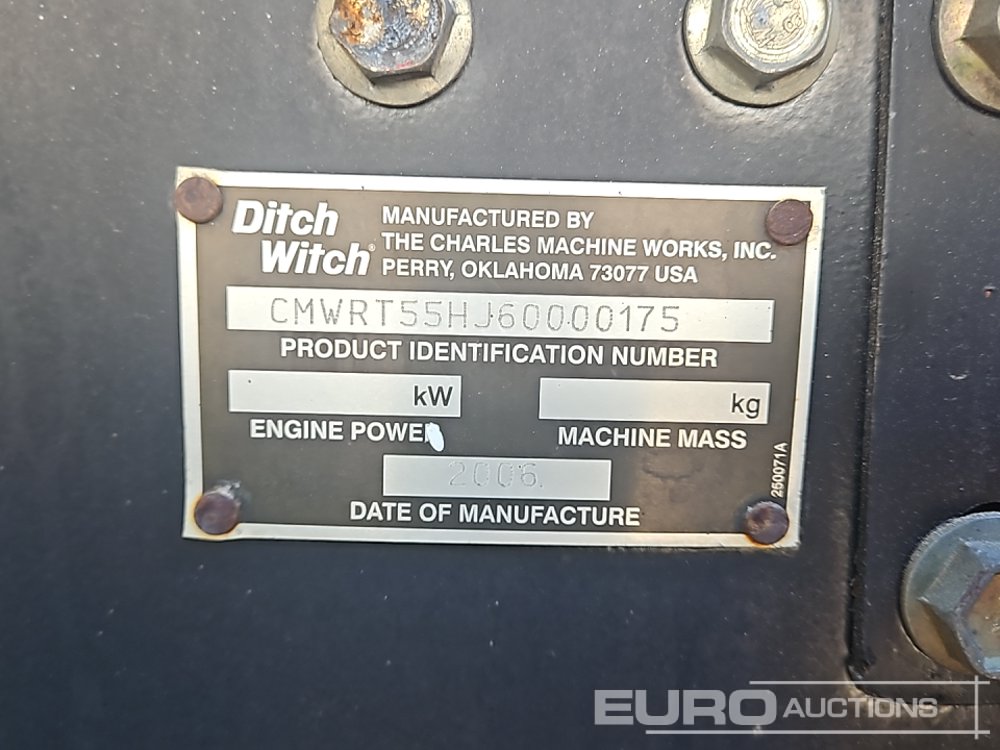 Ditch
Witch®
MANUFACTURED BY
THE CHARLES MACHINE WORKS, INC.
PERRY, OKLAHOMA 73077 USA
CMWRT55HJ60000175
PRODUCT IDENTIFICATION NUMBER
kW
kg
ENGINE POWER
MACHINE MASS
2006
DATE OF MANUFACTURE
250071A
EURO AUCTIONS